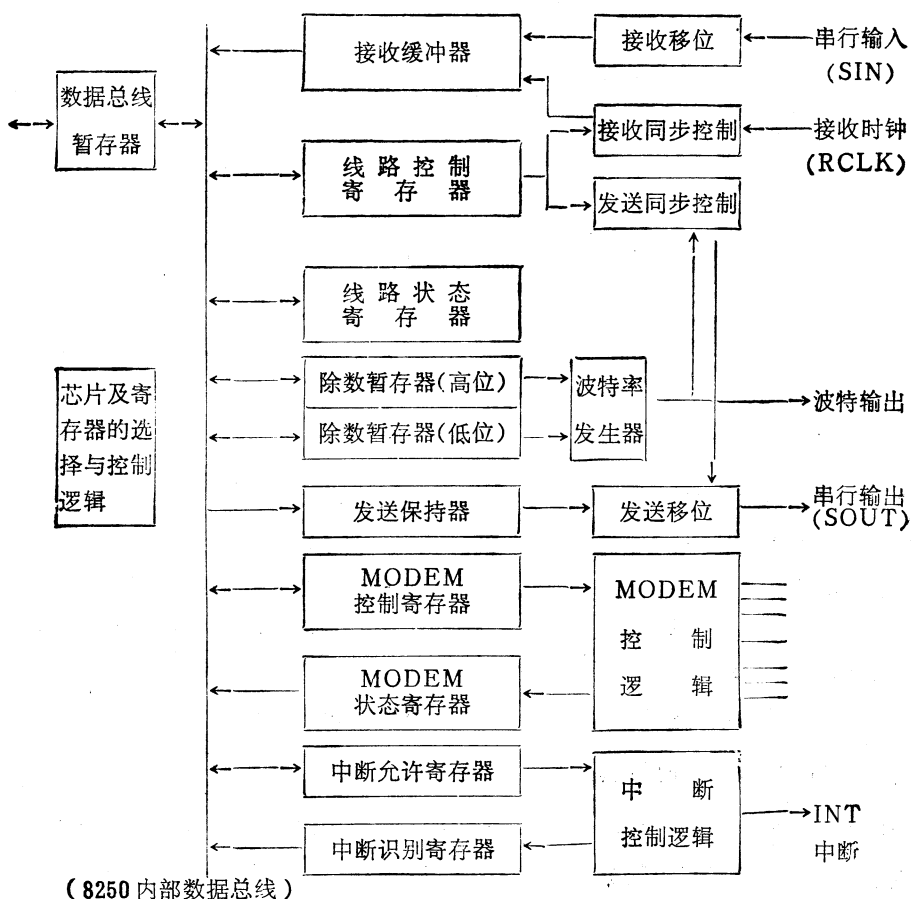 接收缓冲器
接收移位
串行输入
(SIN)
数据总线
暂存器
接收同步控制
接收时钟
(RCLK)
线路控制
寄存器
发送同步控制
线路状态
寄存器
芯片及寄
存器的选
择与控制
逻辑
除数暂存器(高位)
除数暂存器(低位)
波特率
发生器
波特输出
发送保持器
发送移位
串行输出
(SOUT)
MODEM
控制寄存器
MODEM
控制
逻辑
MODEM
状态寄存器
中断允许寄存器
中断
控制逻辑
INT
中断
中断识别寄存器
(8250内部数据总线)